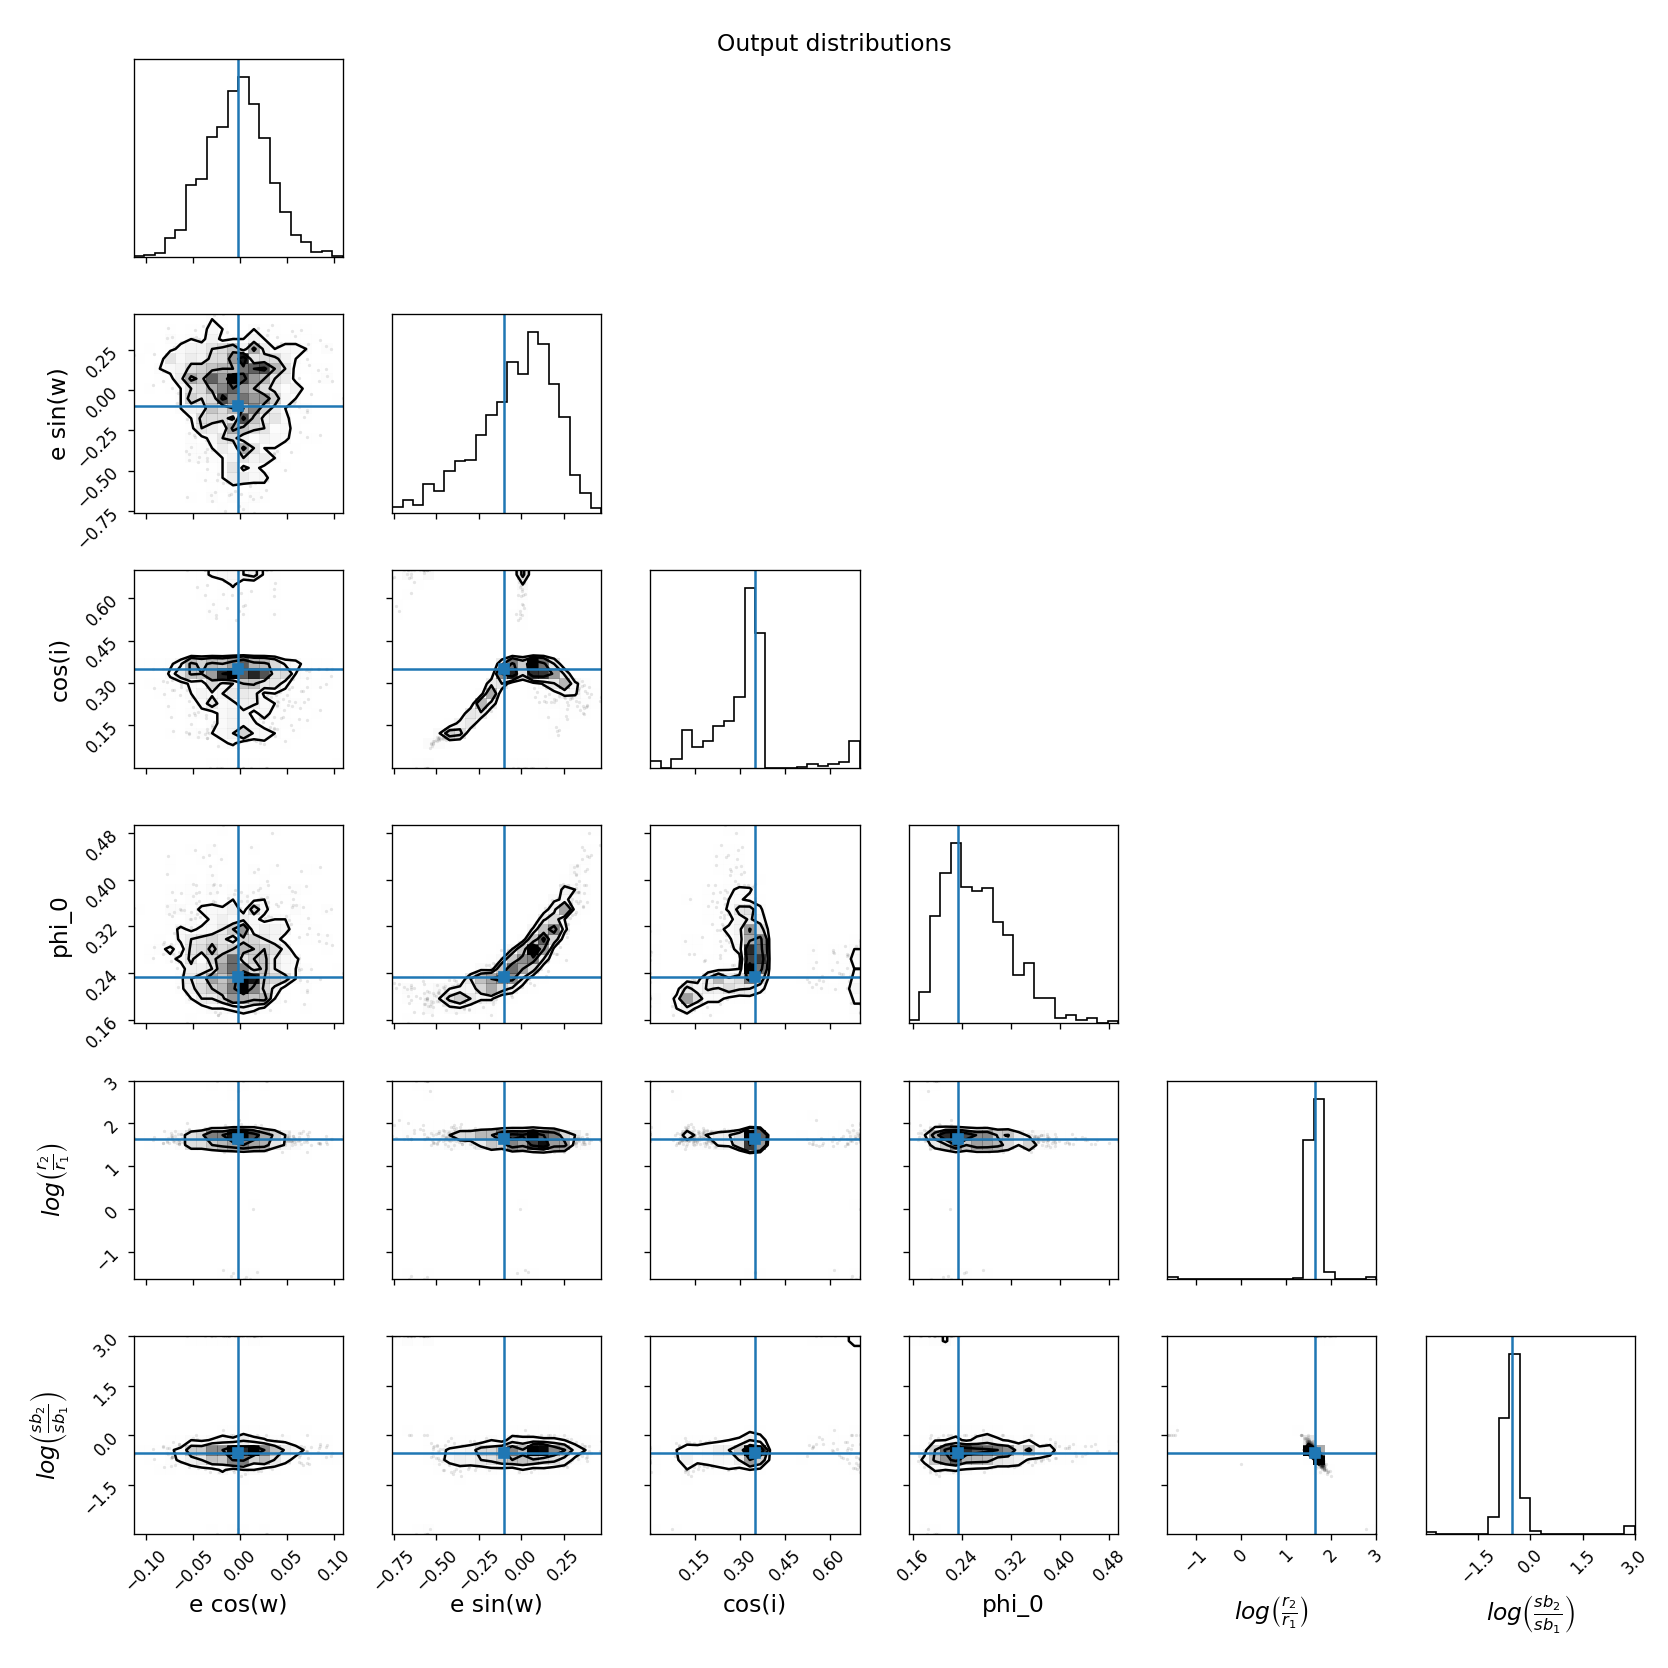 Output distributions
e sin(w)
0.25
0.00
−0.25
−0.50
−0.75
cos(i)
0.60
0.45
0.30
0.15
phi_0
0.48
0.40
0.32
0.24
0.16
log(r2/r1)
3
2
1
0
−1
log(sb2/sb1)
3.0
1.5
0.0
−1.5
−0.10 −0.05 0.00 0.05 0.10
−0.75 −0.50 −0.25 0.00 0.25
0.15 0.30 0.45 0.60
0.16 0.24 0.32 0.40 0.48
−1 0 1 2 3
−1.5 0.0 1.5 3.0
e cos(w)
e sin(w)
cos(i)
phi_0
log(r2/r1)
log(sb2/sb1)